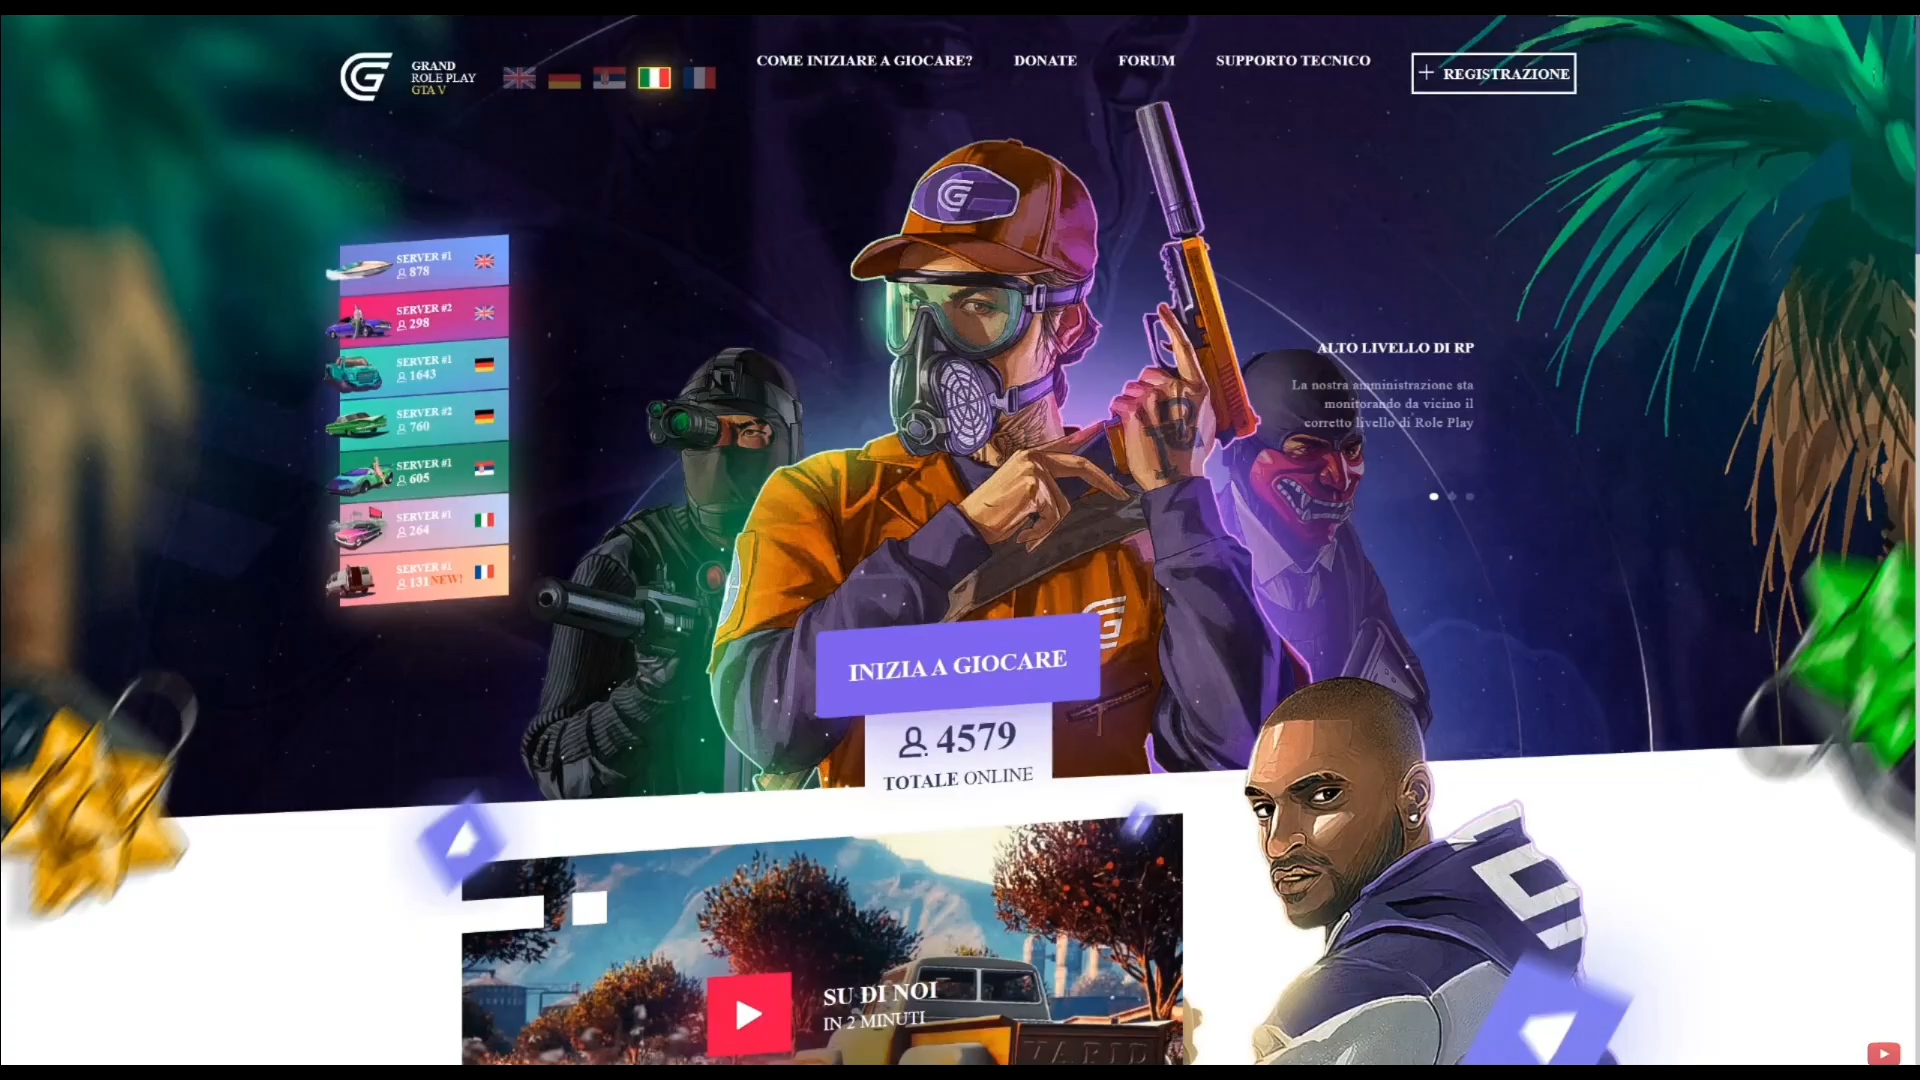 GRAND
ROLE PLAY
GTA V
COME INIZIARE A GIOCARE?
DONATE
FORUM
SUPPORTO TECNICO
+ REGISTRAZIONE
SERVER #1
878
SERVER #2
298
SERVER #1
1643
SERVER #2
760
SERVER #1
605
SERVER #1
264
SERVER #1
131 NEW!
ALTO LIVELLO DI RP
La nostra amministrazione sta
monitorando da vicino il
corretto livello di Role Play
INIZIA A GIOCARE
4579
TOTALE ONLINE
SU DI NOI
IN 2 MINUTI
VAPID